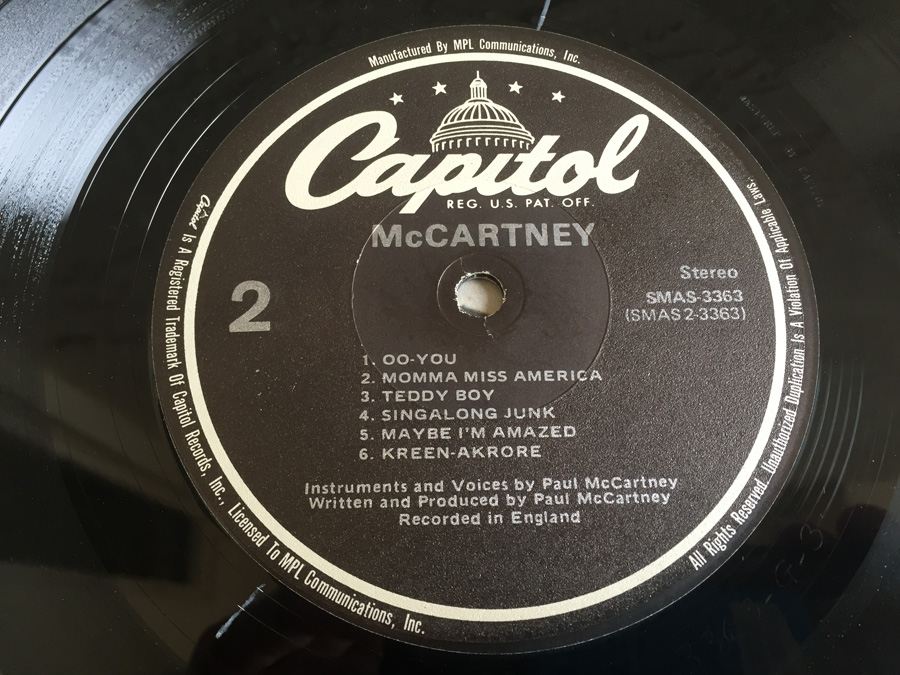 Manufactured By MPL Communications, Inc.
Capitol
REG. U.S. PAT. OFF.
McCARTNEY
2
Stereo
SMAS-3363
(SMAS 2-3363)
1. OO-YOU
2. MOMMA MISS AMERICA
3. TEDDY BOY
4. SINGALONG JUNK
5. MAYBE I'M AMAZED
6. KREEN-AKRORE
Instruments and Voices by Paul McCartney
Written and Produced by Paul McCartney
Recorded in England
Capitol Is A Registered Trademark Of Capitol Records, Inc., Licensed To MPL Communications, Inc.
All Rights Reserved. Unauthorized Duplication Is A Violation Of Applicable Laws.